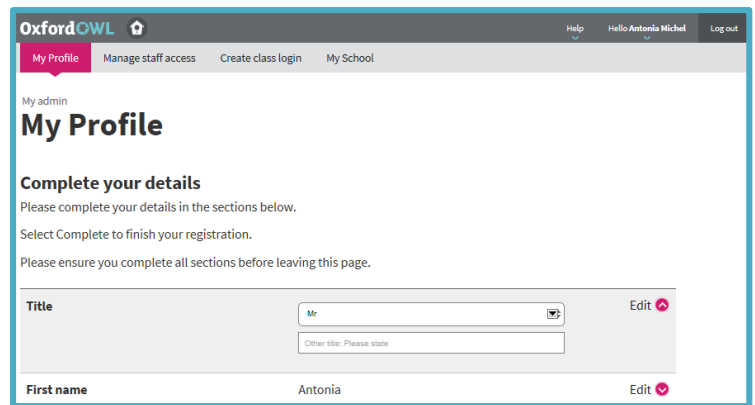 OxfordOWL Help Hello Antonia Michel Log out
My Profile Manage staff access Create class login My School
My admin
My Profile
Complete your details
Please complete your details in the sections below.
Select Complete to finish your registration.
Please ensure you complete all sections before leaving this page.
Title Mr Edit
Other title: Please state
First name Antonia Edit